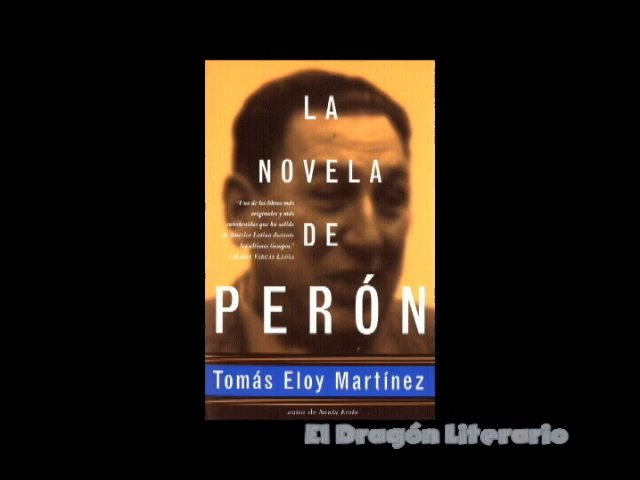 LA
NOVELA
DE
PERÓN
"Uno de los libros más
originales y más
convincentes que ha salido
de América Latina durante
los últimos tiempos."
—MARIO VARGAS LLOSA
Tomás Eloy Martínez
autor de Santa Evita
El Dragón Literario